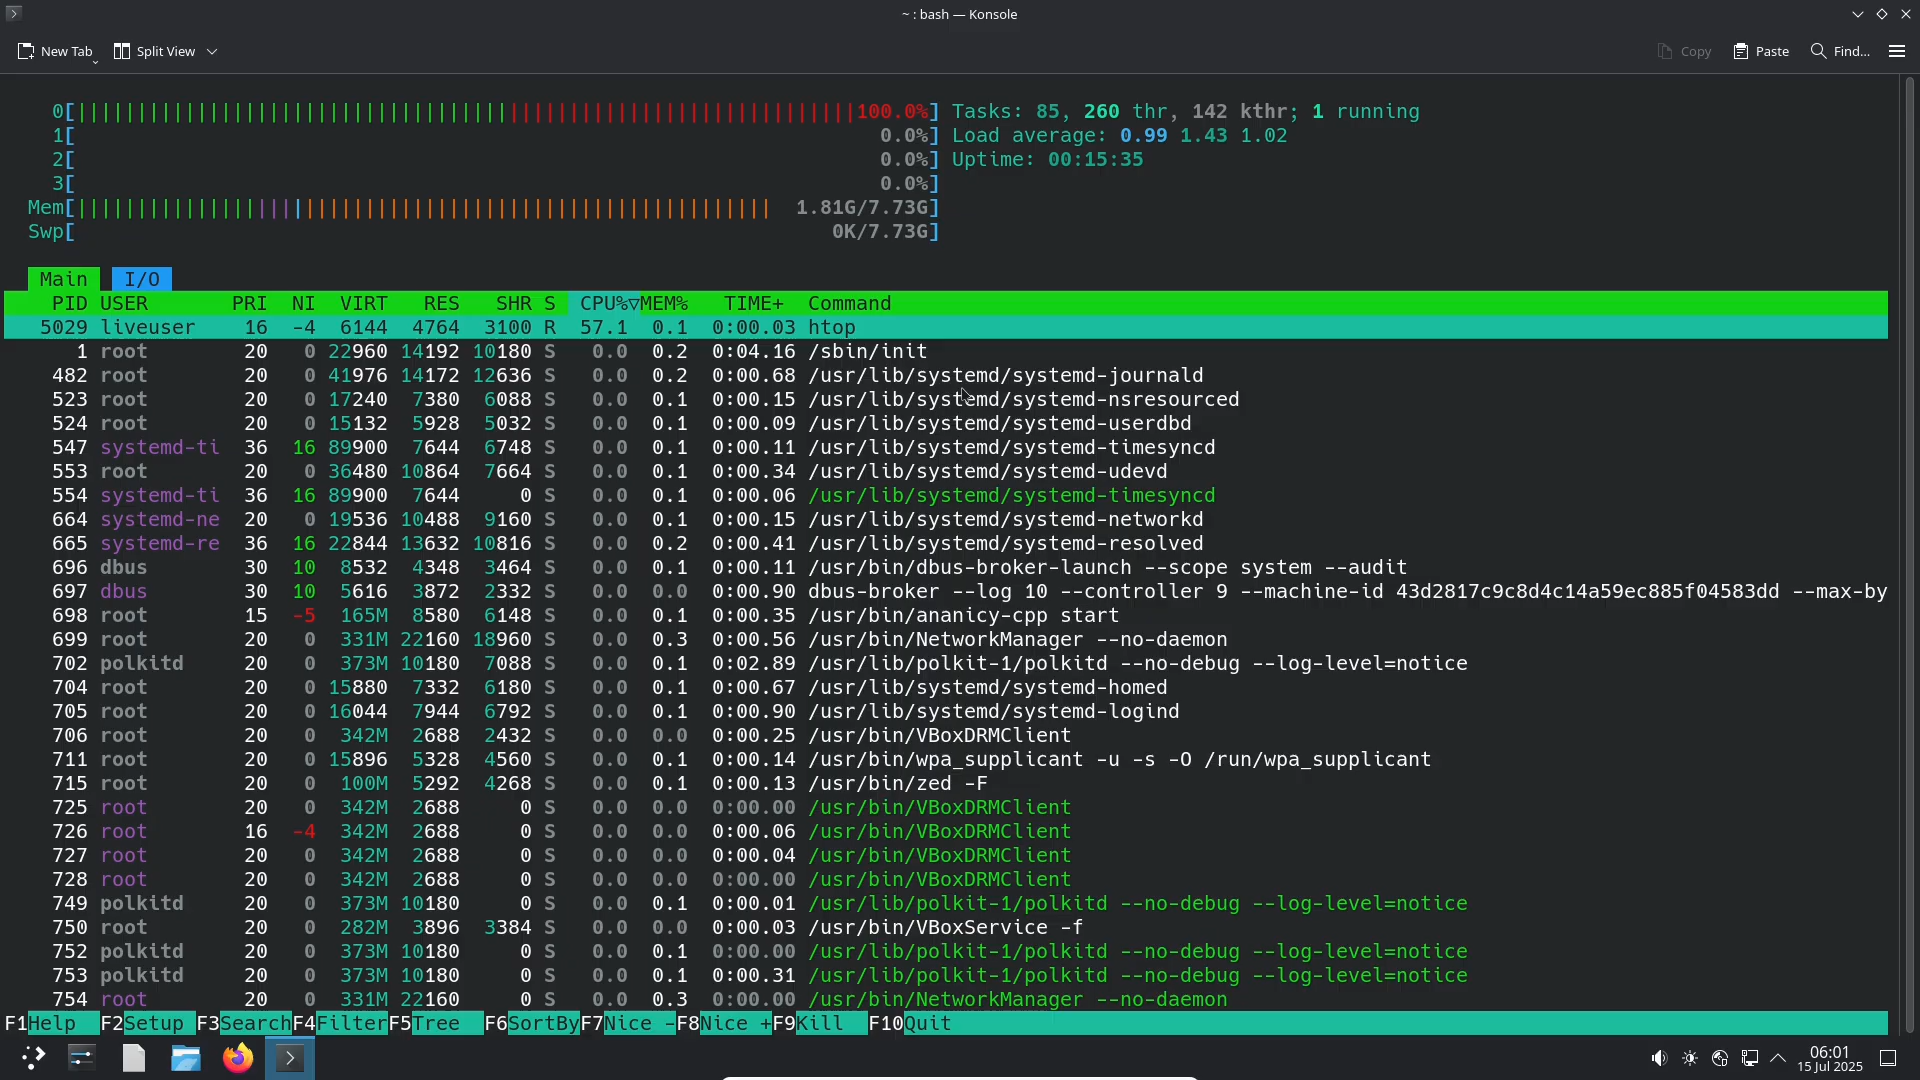 ~ : bash — Konsole
New Tab Split View Copy Paste Find...
0[ 100.0%] Tasks: 85, 260 thr, 142 kthr; 1 running
1[ 0.0%] Load average: 0.99 1.43 1.02
2[ 0.0%] Uptime: 00:15:35
3[ 0.0%]
Mem[ 1.81G/7.73G]
Swp[ 0K/7.73G]
Main I/O
PID USER PRI NI VIRT RES SHR S CPU%▽MEM% TIME+ Command
5029 liveuser 16 -4 6144 4764 3100 R 57.1 0.1 0:00.03 htop
1 root 20 0 22960 14192 10180 S 0.0 0.2 0:04.16 /sbin/init
482 root 20 0 41976 14172 12636 S 0.0 0.2 0:00.68 /usr/lib/systemd/systemd-journald
523 root 20 0 17240 7380 6088 S 0.0 0.1 0:00.15 /usr/lib/systemd/systemd-nsresourced
524 root 20 0 15132 5928 5032 S 0.0 0.1 0:00.09 /usr/lib/systemd/systemd-userdbd
547 systemd-ti 36 16 89900 7644 6748 S 0.0 0.1 0:00.11 /usr/lib/systemd/systemd-timesyncd
553 root 20 0 36480 10864 7664 S 0.0 0.1 0:00.34 /usr/lib/systemd/systemd-udevd
554 systemd-ti 36 16 89900 7644 0 S 0.0 0.1 0:00.06 /usr/lib/systemd/systemd-timesyncd
664 systemd-ne 20 0 19536 10488 9160 S 0.0 0.1 0:00.15 /usr/lib/systemd/systemd-networkd
665 systemd-re 36 16 22844 13632 10816 S 0.0 0.2 0:00.41 /usr/lib/systemd/systemd-resolved
696 dbus 30 10 8532 4348 3464 S 0.0 0.1 0:00.11 /usr/bin/dbus-broker-launch --scope system --audit
697 dbus 30 10 5616 3872 2332 S 0.0 0.0 0:00.90 dbus-broker --log 10 --controller 9 --machine-id 43d2817c9c8d4c14a59ec885f04583dd --max-by
698 root 15 -5 165M 8580 6148 S 0.0 0.1 0:00.35 /usr/bin/ananicy-cpp start
699 root 20 0 331M 22160 18960 S 0.0 0.3 0:00.56 /usr/bin/NetworkManager --no-daemon
702 polkitd 20 0 373M 10180 7088 S 0.0 0.1 0:02.89 /usr/lib/polkit-1/polkitd --no-debug --log-level=notice
704 root 20 0 15880 7332 6180 S 0.0 0.1 0:00.67 /usr/lib/systemd/systemd-homed
705 root 20 0 16044 7944 6792 S 0.0 0.1 0:00.90 /usr/lib/systemd/systemd-logind
706 root 20 0 342M 2688 2432 S 0.0 0.0 0:00.25 /usr/bin/VBoxDRMClient
711 root 20 0 15896 5328 4560 S 0.0 0.1 0:00.14 /usr/bin/wpa_supplicant -u -s -O /run/wpa_supplicant
715 root 20 0 100M 5292 4268 S 0.0 0.1 0:00.13 /usr/bin/zed -F
725 root 20 0 342M 2688 0 S 0.0 0.0 0:00.00 /usr/bin/VBoxDRMClient
726 root 16 -4 342M 2688 0 S 0.0 0.0 0:00.06 /usr/bin/VBoxDRMClient
727 root 20 0 342M 2688 0 S 0.0 0.0 0:00.04 /usr/bin/VBoxDRMClient
728 root 20 0 342M 2688 0 S 0.0 0.0 0:00.00 /usr/bin/VBoxDRMClient
749 polkitd 20 0 373M 10180 0 S 0.0 0.1 0:00.01 /usr/lib/polkit-1/polkitd --no-debug --log-level=notice
750 root 20 0 282M 3896 3384 S 0.0 0.0 0:00.03 /usr/bin/VBoxService -f
752 polkitd 20 0 373M 10180 0 S 0.0 0.1 0:00.00 /usr/lib/polkit-1/polkitd --no-debug --log-level=notice
753 polkitd 20 0 373M 10180 0 S 0.0 0.1 0:00.31 /usr/lib/polkit-1/polkitd --no-debug --log-level=notice
754 root 20 0 331M 22160 0 S 0.0 0.3 0:00.00 /usr/bin/NetworkManager --no-daemon
F1Help F2Setup F3SearchF4FilterF5Tree F6SortByF7Nice -F8Nice +F9Kill F10Quit
06:01
15 Jul 2025